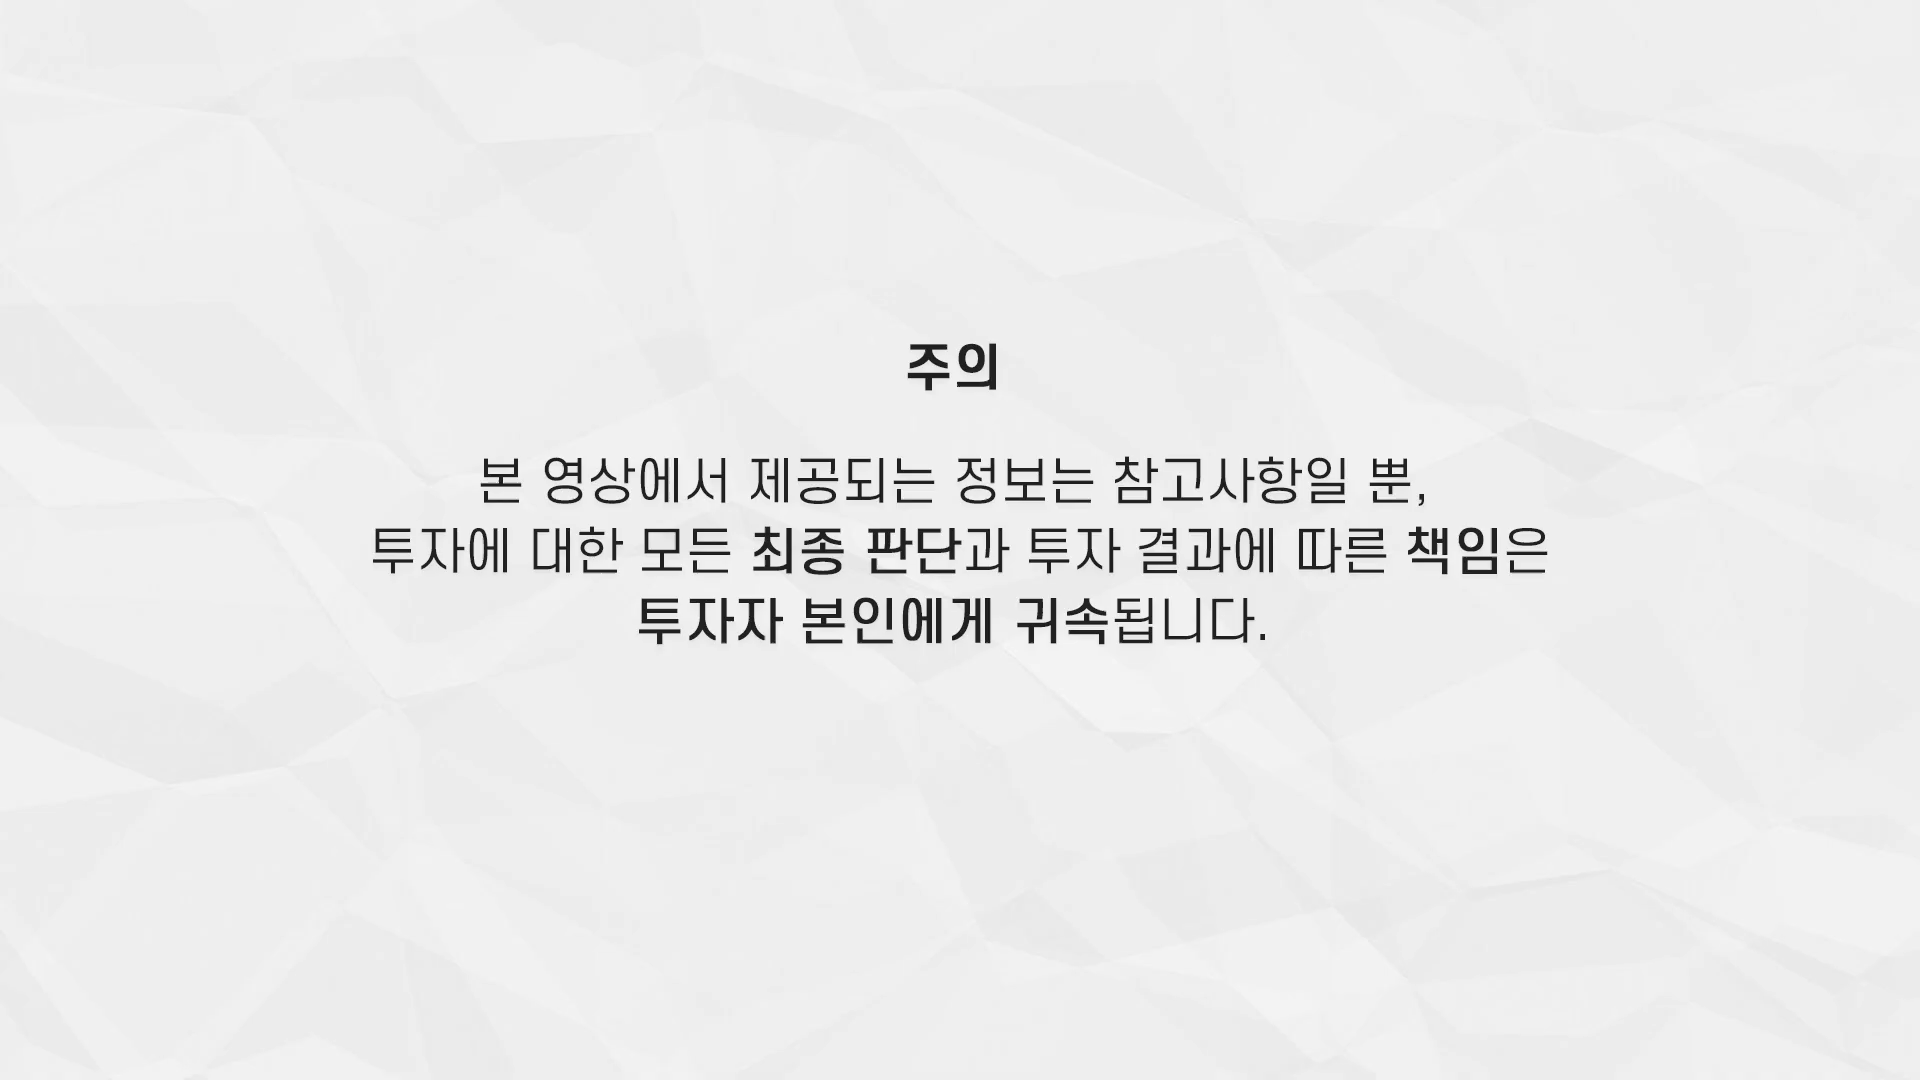 주의
본 영상에서 제공되는 정보는 참고사항일 뿐,
투자에 대한 모든 최종 판단과 투자 결과에 따른 책임은
투자자 본인에게 귀속됩니다.